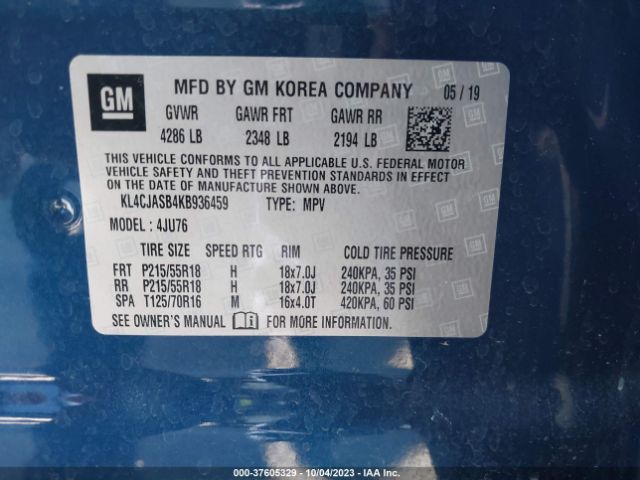 GM
MFD BY GM KOREA COMPANY 05 / 19
GVWR GAWR FRT GAWR RR
4286 LB 2348 LB 2194 LB
THIS VEHICLE CONFORMS TO ALL APPLICABLE U.S. FEDERAL MOTOR
VEHICLE SAFETY AND THEFT PREVENTION STANDARDS IN EFFECT
ON THE DATE OF MANUFACTURE SHOWN ABOVE.
KL4CJASB4KB936459 TYPE: MPV
MODEL : 4JU76
TIRE SIZE SPEED RTG RIM COLD TIRE PRESSURE
FRT P215/55R18 H 18x7.0J 240KPA, 35 PSI
RR P215/55R18 H 18x7.0J 240KPA, 35 PSI
SPA T125/70R16 M 16x4.0T 420KPA, 60 PSI
SEE OWNER'S MANUAL FOR MORE INFORMATION.
000-37605329 - 10/04/2023 - IAA Inc.